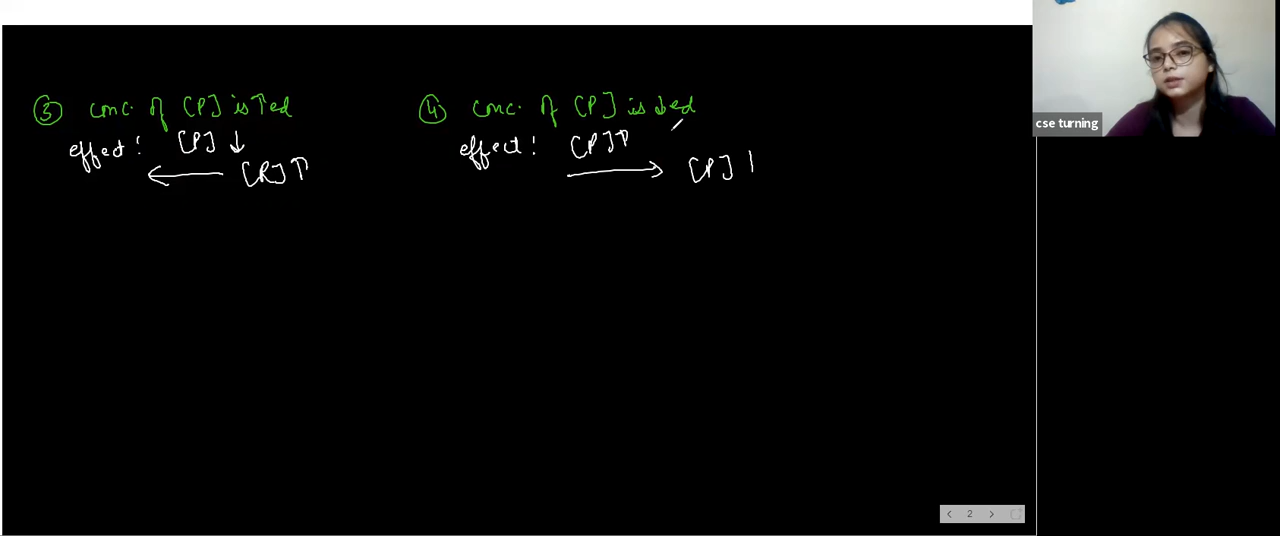 ③ conc. of [P] is ↑ed
effect: [P] ↓
← [R]↑
④ conc. of [P] is ↓ed
effect: [P]↑
→ [P] |
cse turning
2